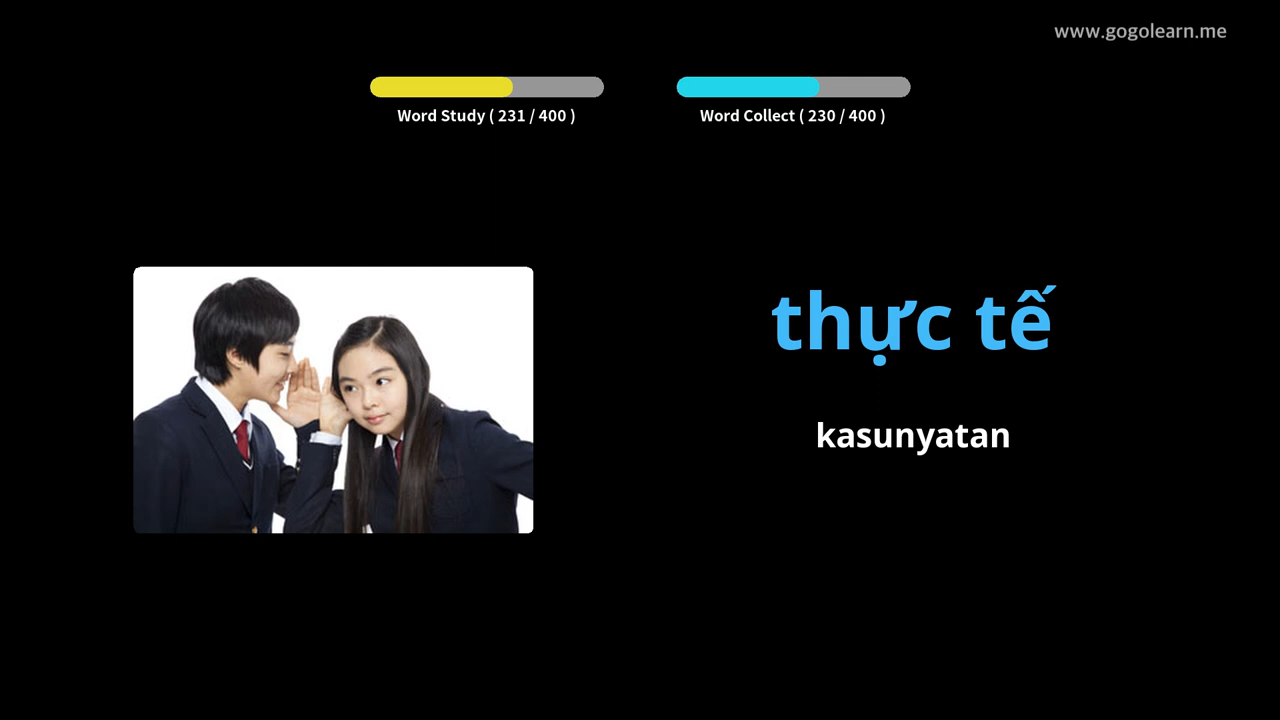 www.gogolearn.me
Word Study ( 231 / 400 )
Word Collect ( 230 / 400 )
thực tế
kasunyatan